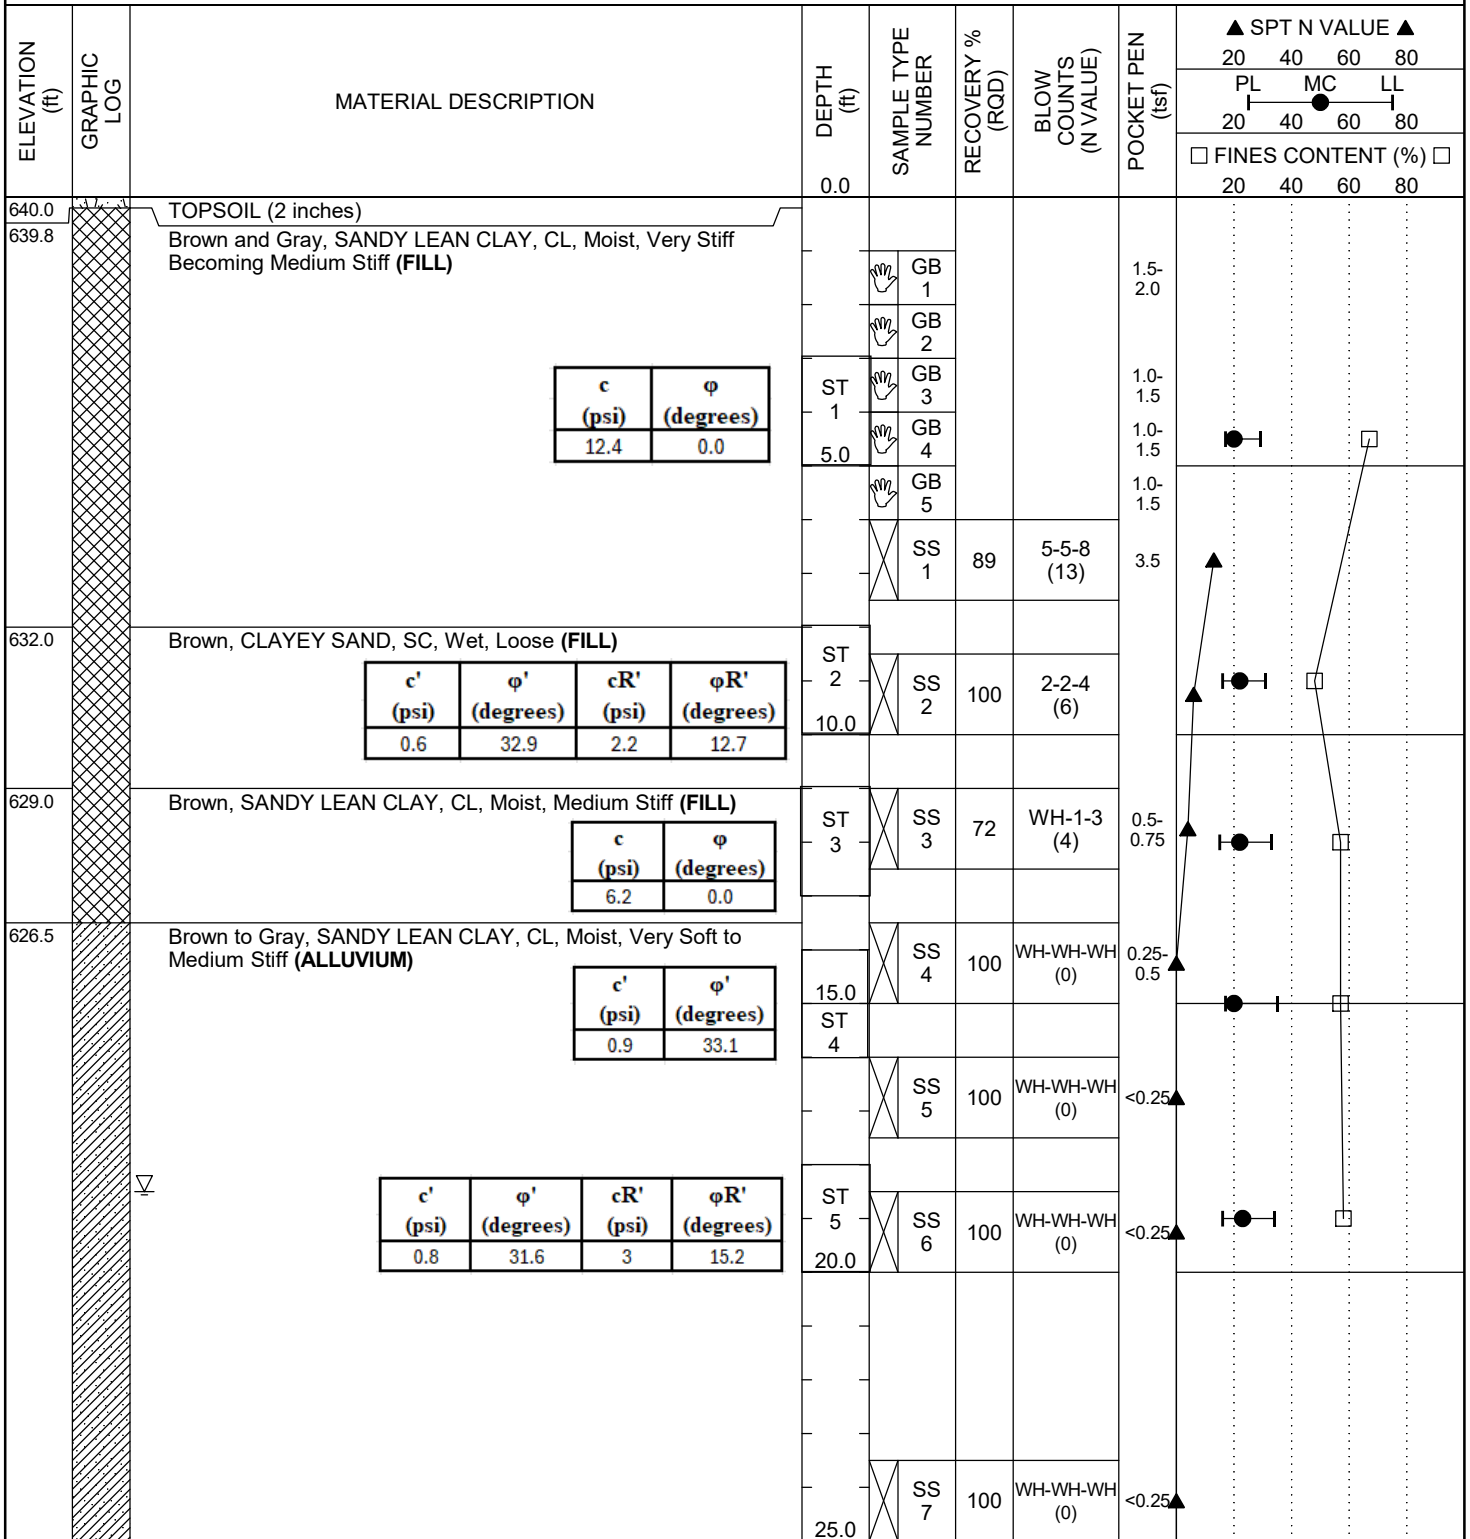 ELEVATION (ft)
GRAPHIC LOG
MATERIAL DESCRIPTION
DEPTH (ft)
0.0
SAMPLE TYPE NUMBER
RECOVERY % (RQD)
BLOW COUNTS (N VALUE)
POCKET PEN (tsf)
▲ SPT N VALUE ▲
20 40 60 80
PL MC LL
20 40 60 80
□ FINES CONTENT (%) □
20 40 60 80
640.0
TOPSOIL (2 inches)
639.8
Brown and Gray, SANDY LEAN CLAY, CL, Moist, Very Stiff
Becoming Medium Stiff (FILL)
GB 1
1.5-2.0
GB 2
c (psi) φ (degrees)
12.4 0.0
ST 1
GB 3
1.0-1.5
GB 4
1.0-1.5
5.0
GB 5
1.0-1.5
SS 1
89
5-5-8 (13)
3.5
632.0
Brown, CLAYEY SAND, SC, Wet, Loose (FILL)
c' (psi) φ' (degrees) cR' (psi) φR' (degrees)
0.6 32.9 2.2 12.7
ST 2
10.0
SS 2
100
2-2-4 (6)
629.0
Brown, SANDY LEAN CLAY, CL, Moist, Medium Stiff (FILL)
c (psi) φ (degrees)
6.2 0.0
ST 3
SS 3
72
WH-1-3 (4)
0.5-0.75
626.5
Brown to Gray, SANDY LEAN CLAY, CL, Moist, Very Soft to
Medium Stiff (ALLUVIUM)
c' (psi) φ' (degrees)
0.9 33.1
15.0
ST 4
SS 4
100
WH-WH-WH (0)
0.25-0.5
SS 5
100
WH-WH-WH (0)
<0.25
c' (psi) φ' (degrees) cR' (psi) φR' (degrees)
0.8 31.6 3 15.2
ST 5
20.0
SS 6
100
WH-WH-WH (0)
<0.25
SS 7
100
WH-WH-WH (0)
<0.25
25.0